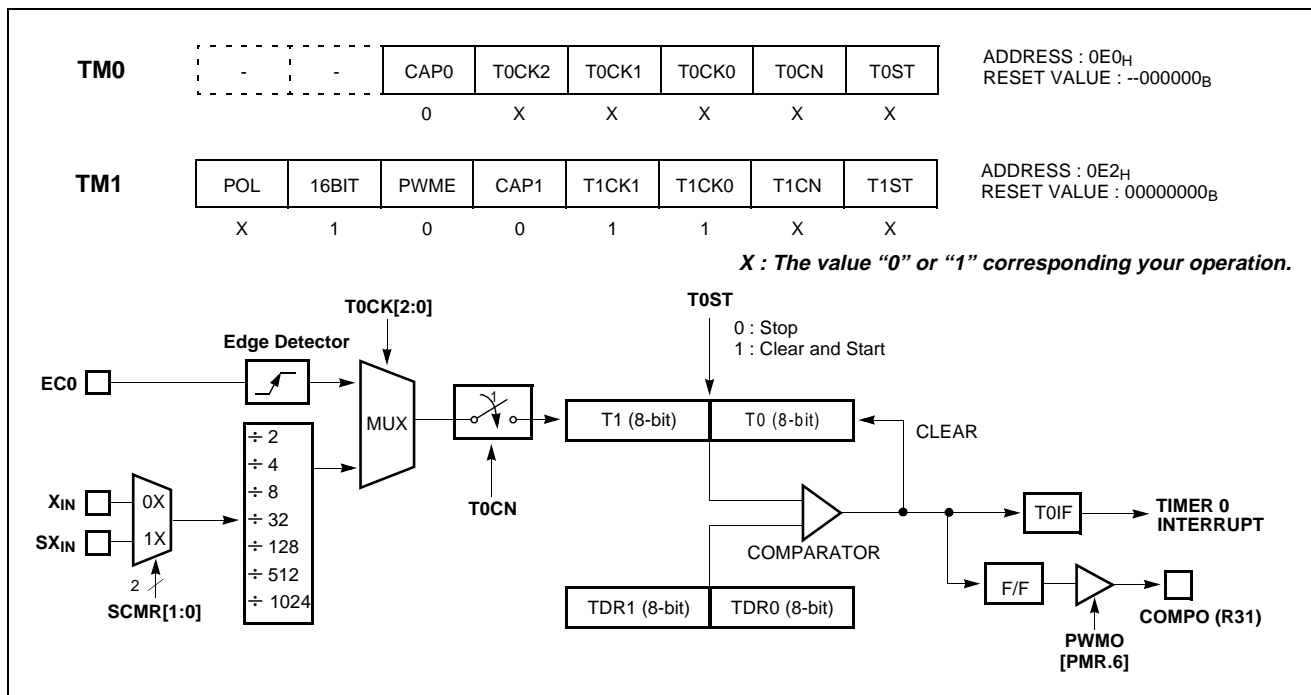 TM0 - - CAP0 T0CK2 T0CK1 T0CK0 T0CN T0ST
ADDRESS : 0E0H
RESET VALUE : --000000B
0 X X X X X
TM1 POL 16BIT PWME CAP1 T1CK1 T1CK0 T1CN T1ST
ADDRESS : 0E2H
RESET VALUE : 00000000B
X 1 0 0 1 1 X X
X : The value “0” or “1” corresponding your operation.
T0CK[2:0]
T0ST
0 : Stop
1 : Clear and Start
Edge Detector
EC0
MUX
1
T0CN
T1 (8-bit)
T0 (8-bit)
CLEAR
÷ 2
÷ 4
÷ 8
÷ 32
÷ 128
÷ 512
÷ 1024
XIN
SXIN
0X
1X
2
SCMR[1:0]
COMPARATOR
T0IF
TIMER 0
INTERRUPT
TDR1 (8-bit)
TDR0 (8-bit)
F/F
COMPO (R31)
PWMO
[PMR.6]